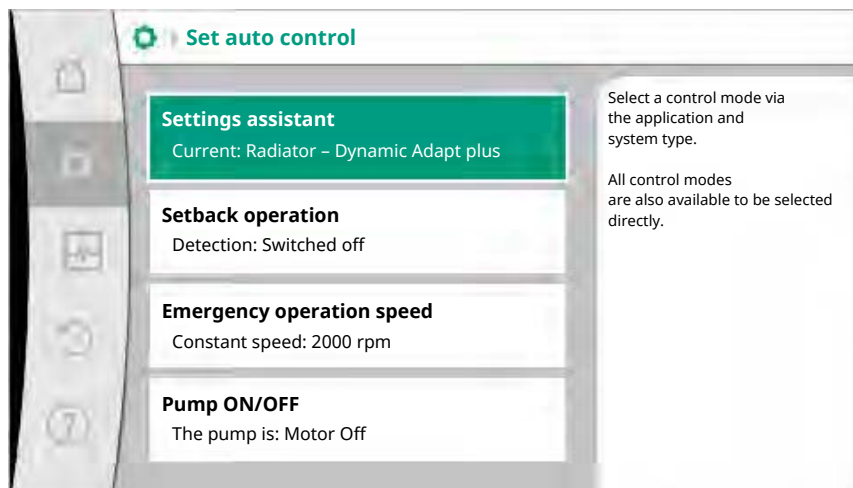 Set auto control
Settings assistant
Current: Radiator – Dynamic Adapt plus
Setback operation
Detection: Switched off
Emergency operation speed
Constant speed: 2000 rpm
Pump ON/OFF
The pump is: Motor Off
Select a control mode via
the application and
system type.
All control modes
are also available to be selected
directly.
?